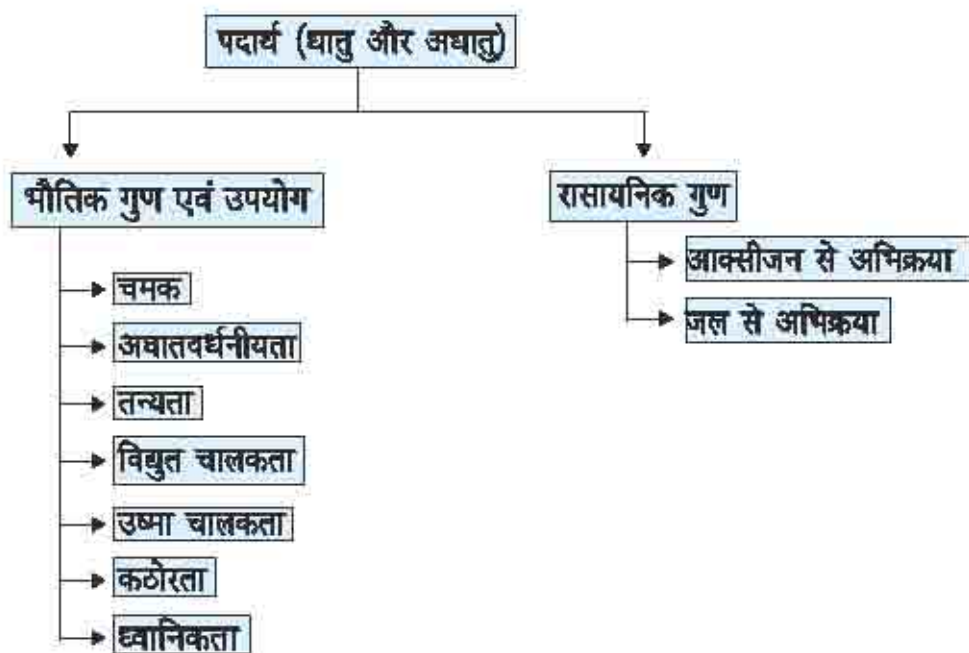 पदार्थ (धातु और अधातु)
भौतिक गुण एवं उपयोग
चमक
अघातवर्धनीयता
तन्यता
विद्युत चालकता
उष्मा चालकता
कठोरता
ध्वानिकता
रासायनिक गुण
आक्सीजन से अभिक्रया
जल से अभिक्रया